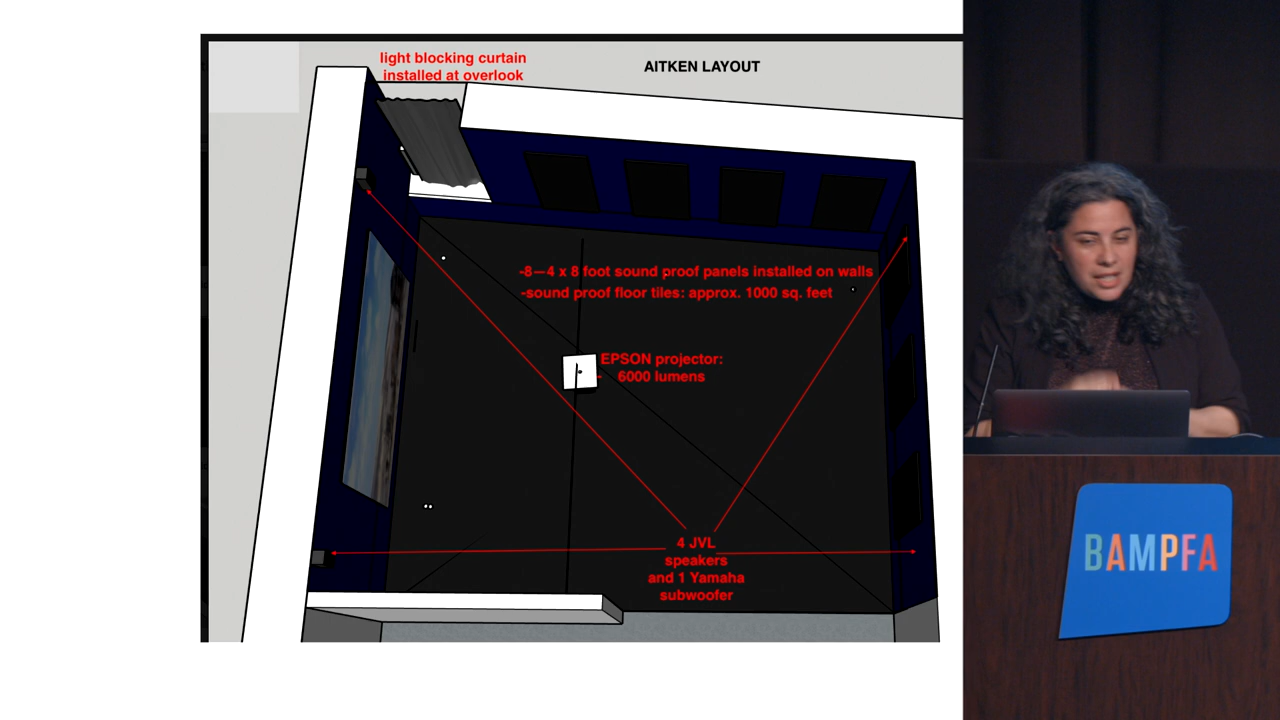 light blocking curtain
installed at overlook
AITKEN LAYOUT
-8—4 x 8 foot sound proof panels installed on walls
-sound proof floor tiles: approx. 1000 sq. feet
EPSON projector:
- 6000 lumens
4 JVL
speakers
and 1 Yamaha
subwoofer
BAMPFA